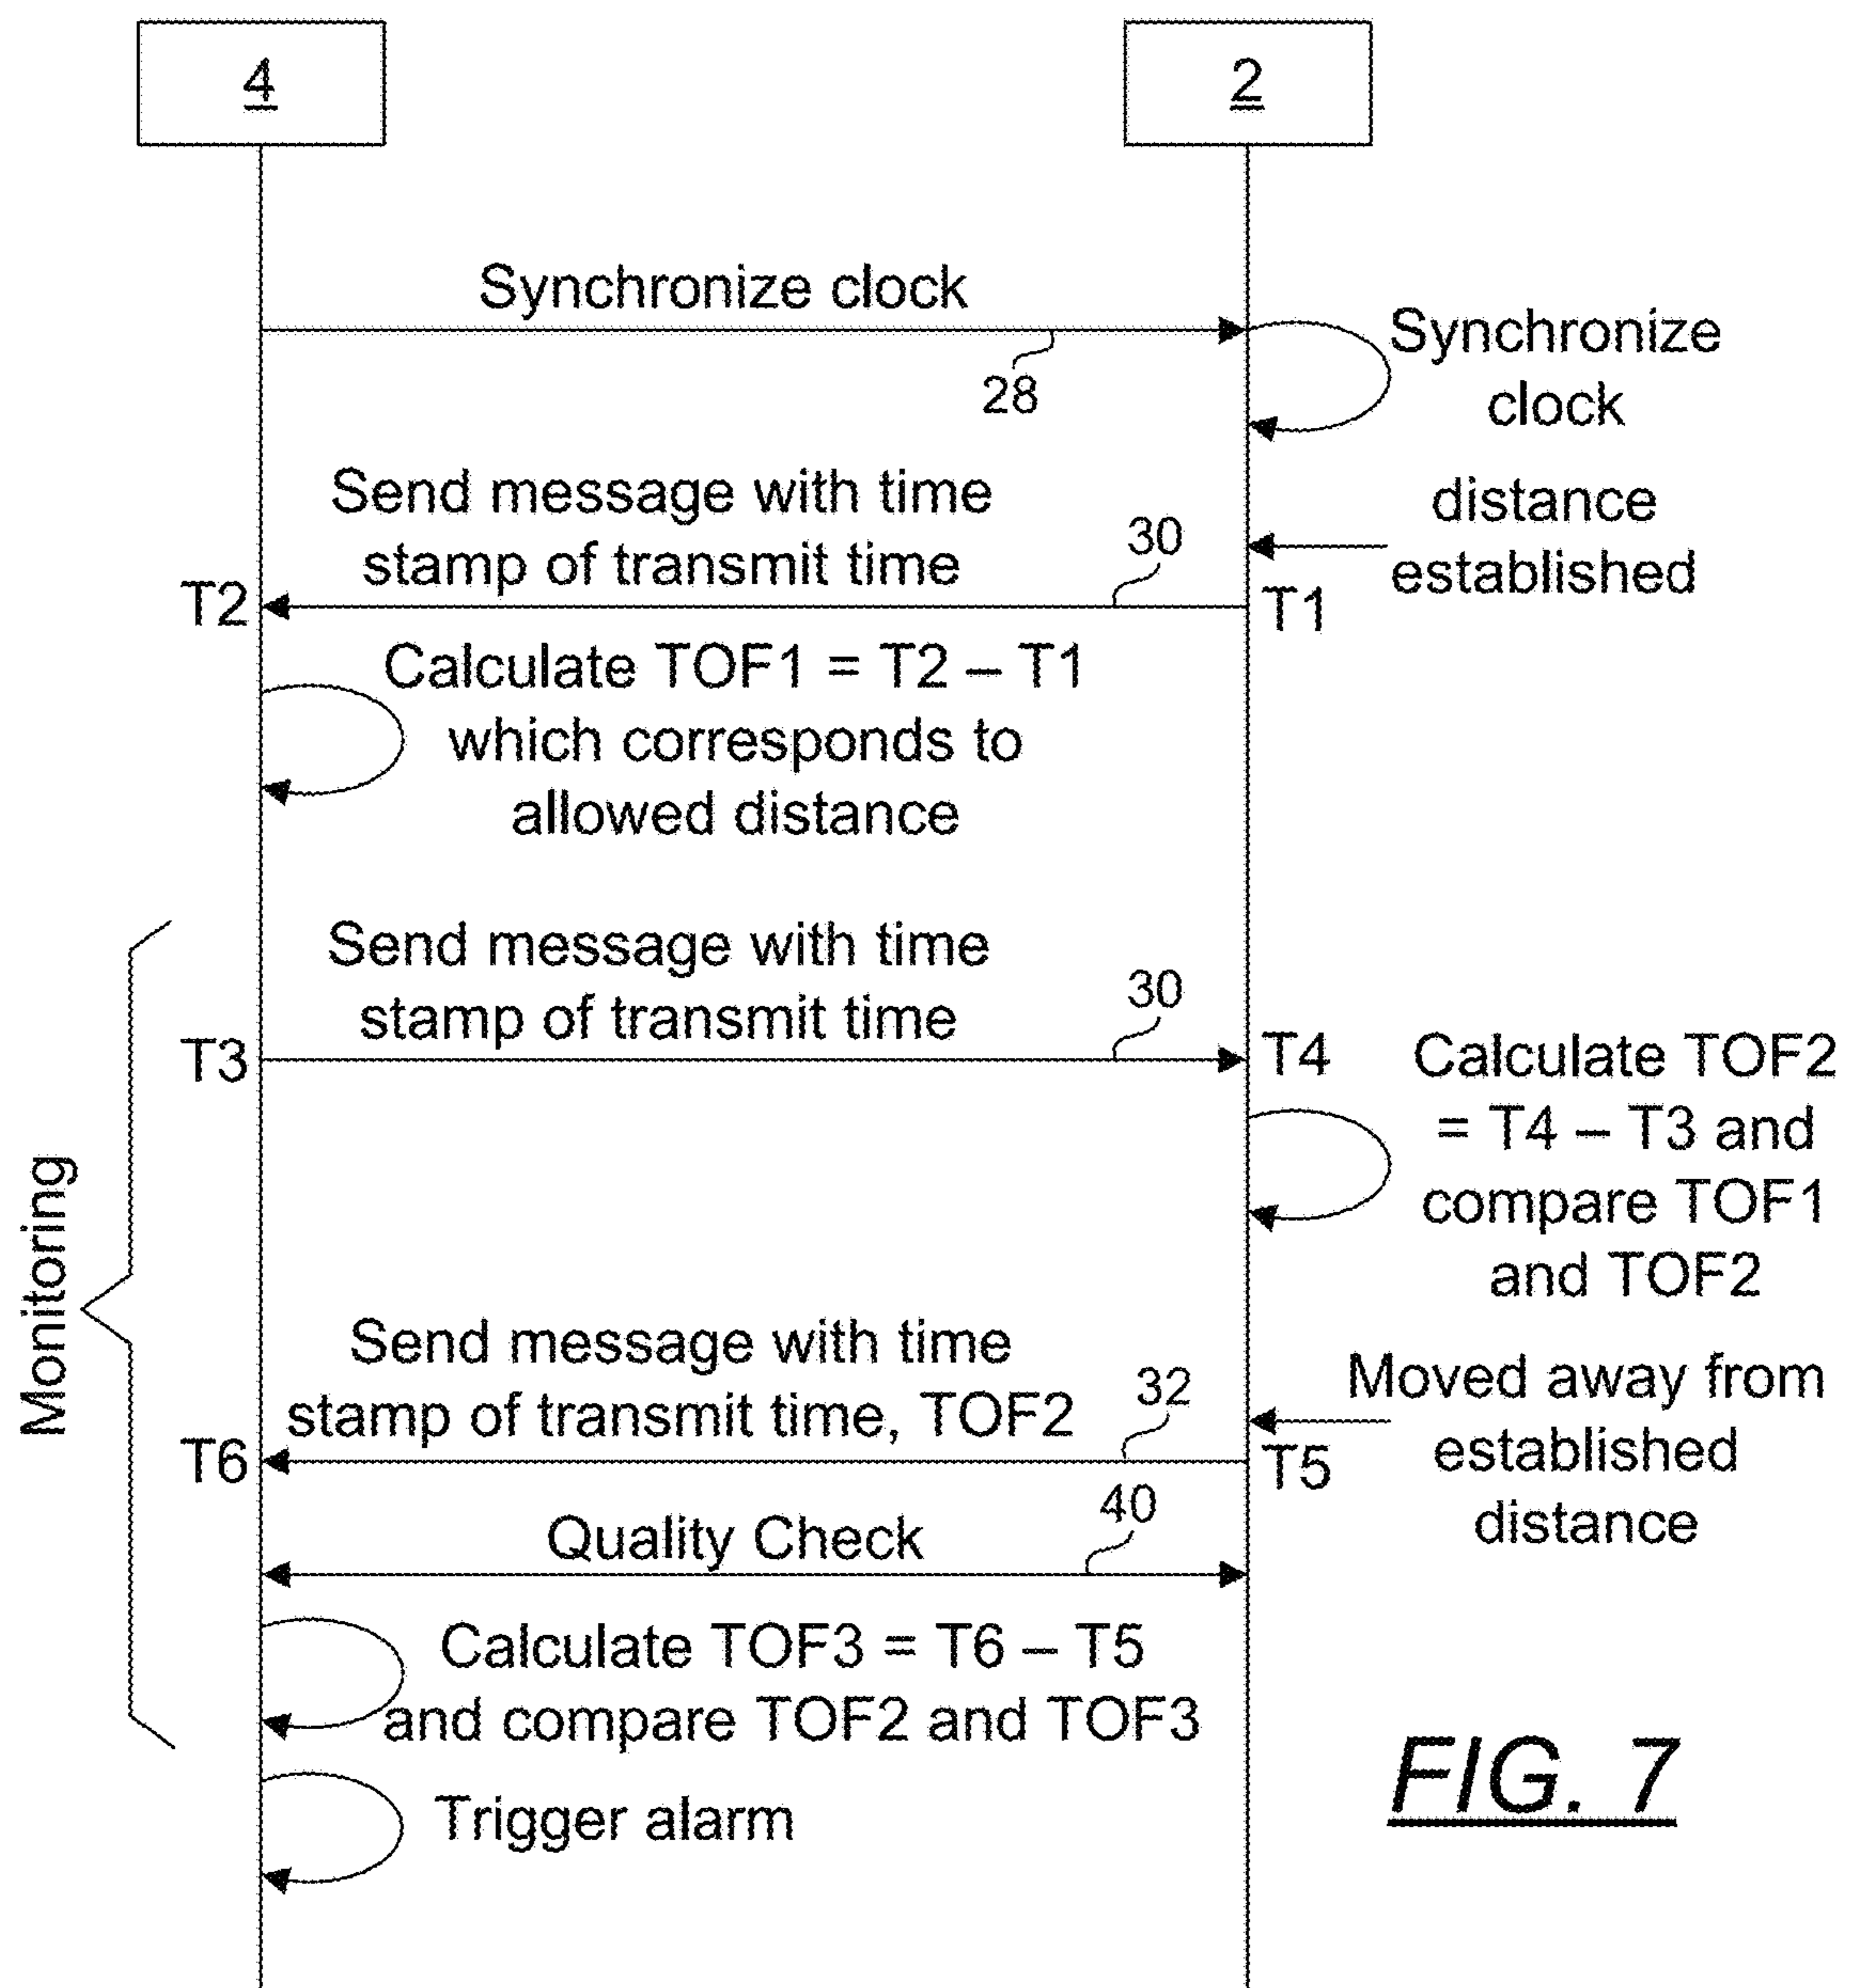 4
2
Synchronize clock
28
Synchronize
clock
distance
established
Send message with time
stamp of transmit time
30
T2
T1
Calculate TOF1 = T2 – T1
which corresponds to
allowed distance
Monitoring
Send message with time
stamp of transmit time
30
T3
T4
Calculate TOF2
= T4 – T3 and
compare TOF1
and TOF2
Send message with time
stamp of transmit time, TOF2
32
Moved away from
established
distance
T6
T5
Quality Check
40
Calculate TOF3 = T6 – T5
and compare TOF2 and TOF3
Trigger alarm
FIG. 7